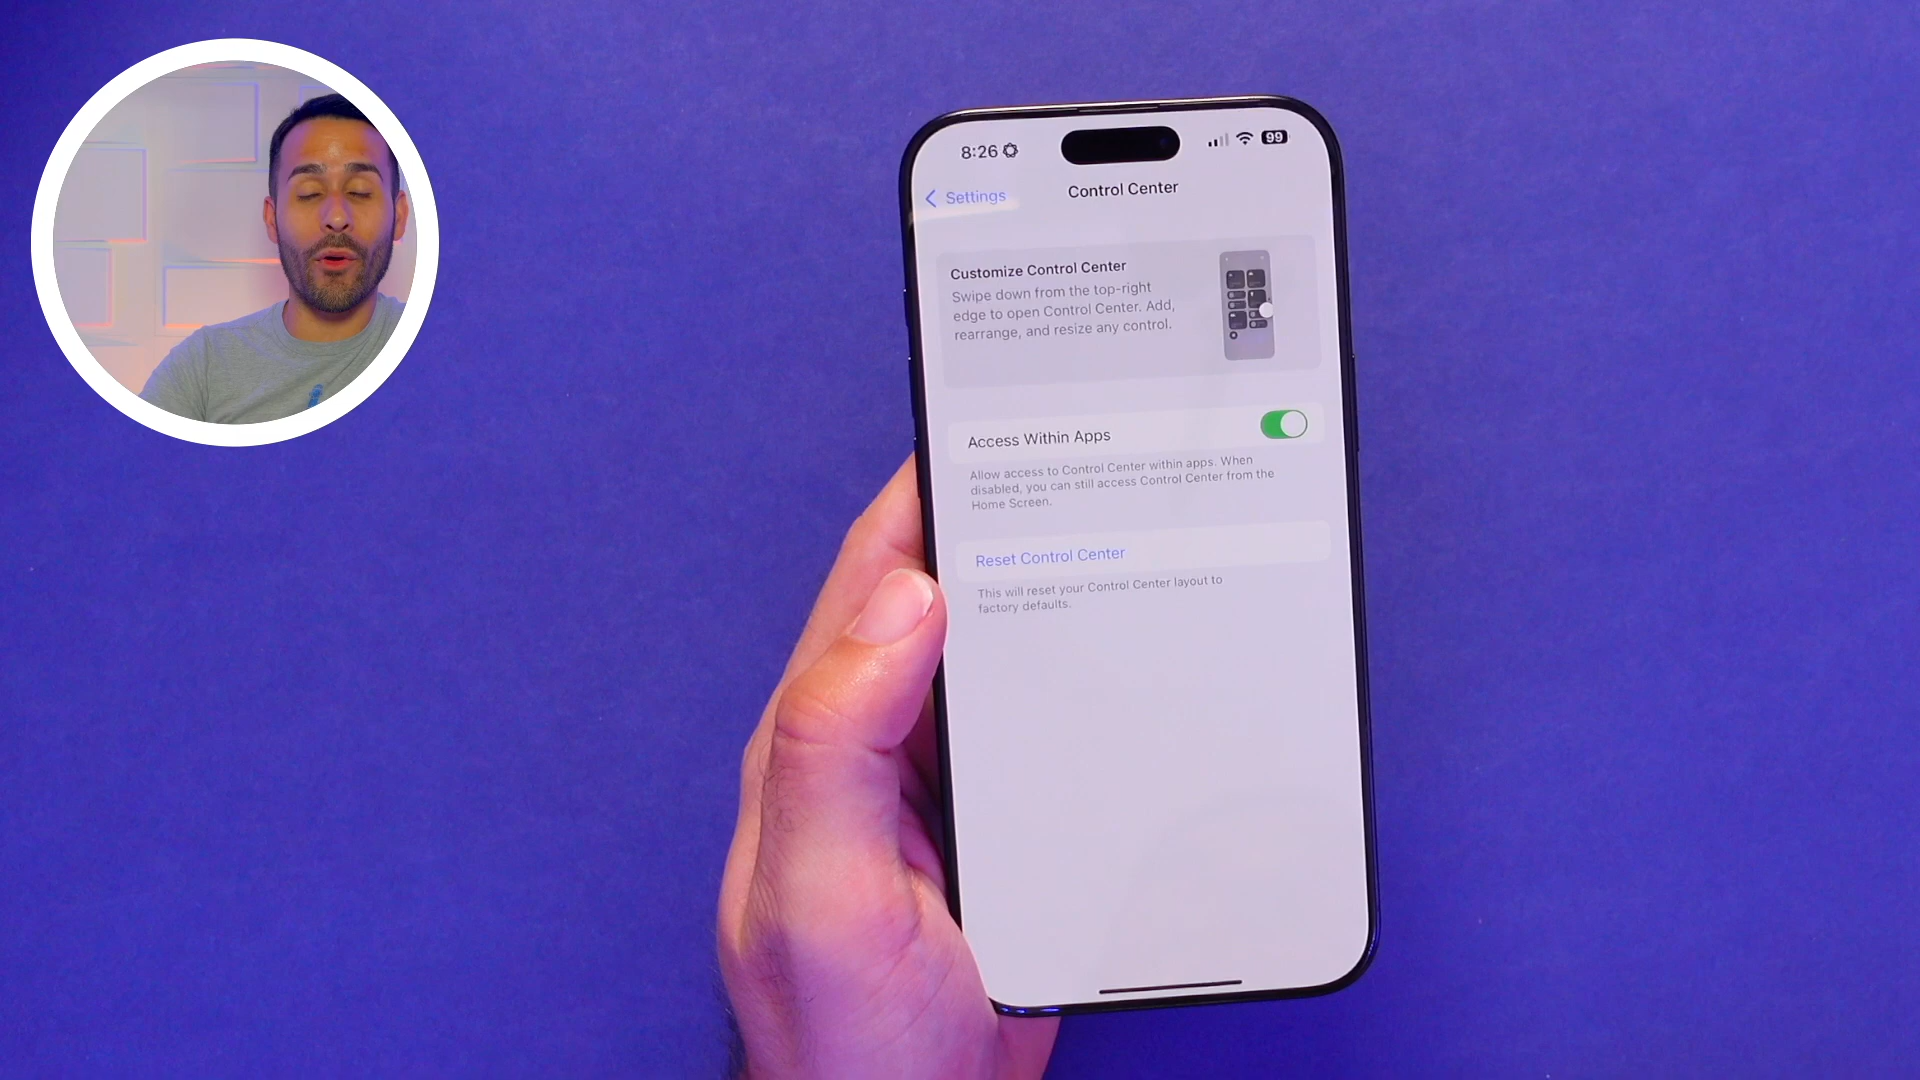 8:26
99
Settings
Control Center
Customize Control Center
Swipe down from the top-right
edge to open Control Center. Add,
rearrange, and resize any control.
Access Within Apps
Allow access to Control Center within apps. When
disabled, you can still access Control Center from the
Home Screen.
Reset Control Center
This will reset your Control Center layout to
factory defaults.